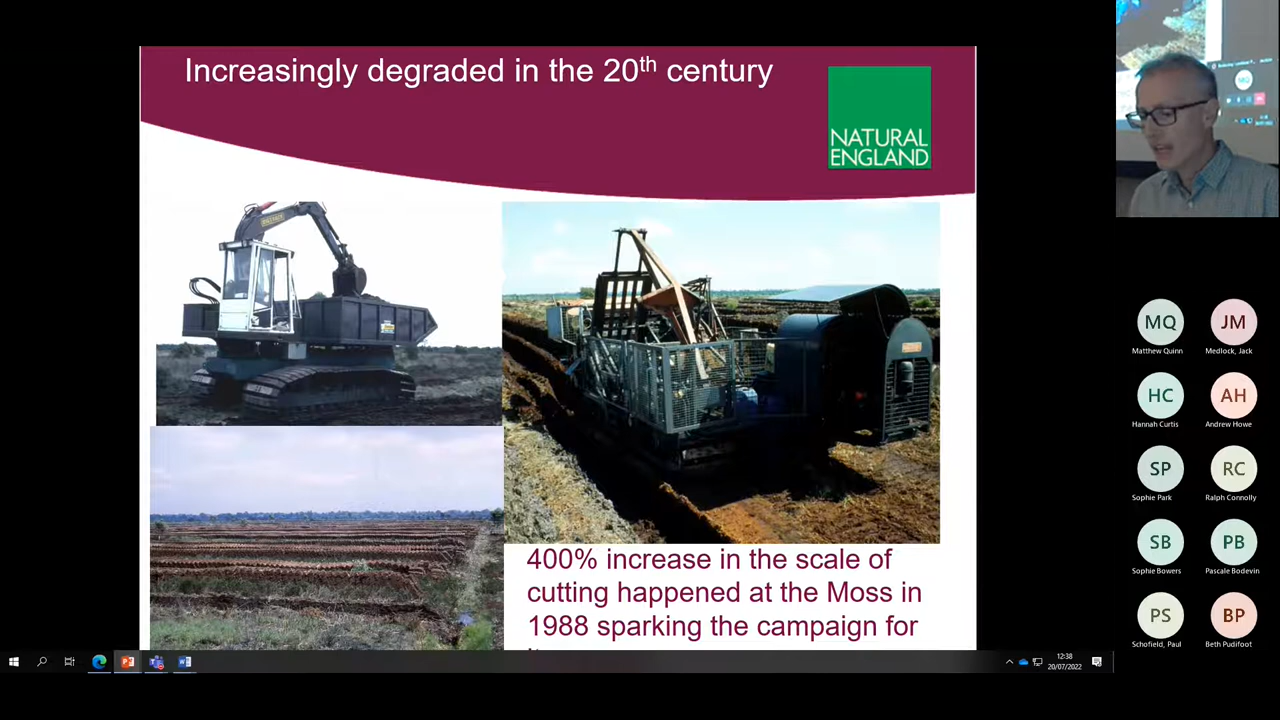 Increasingly degraded in the 20th century
NATURAL
ENGLAND
400% increase in the scale of
cutting happened at the Moss in
1988 sparking the campaign for
MQ
JM
Matthew Quinn
Medlock, Jack
HC
AH
Hannah Curtis
Andrew Howe
SP
RC
Sophie Park
Ralph Connolly
SB
PB
Sophie Bowers
Pascale Bodevin
PS
BP
Schofield, Paul
Beth Pudifoot
12:38
20/07/2022